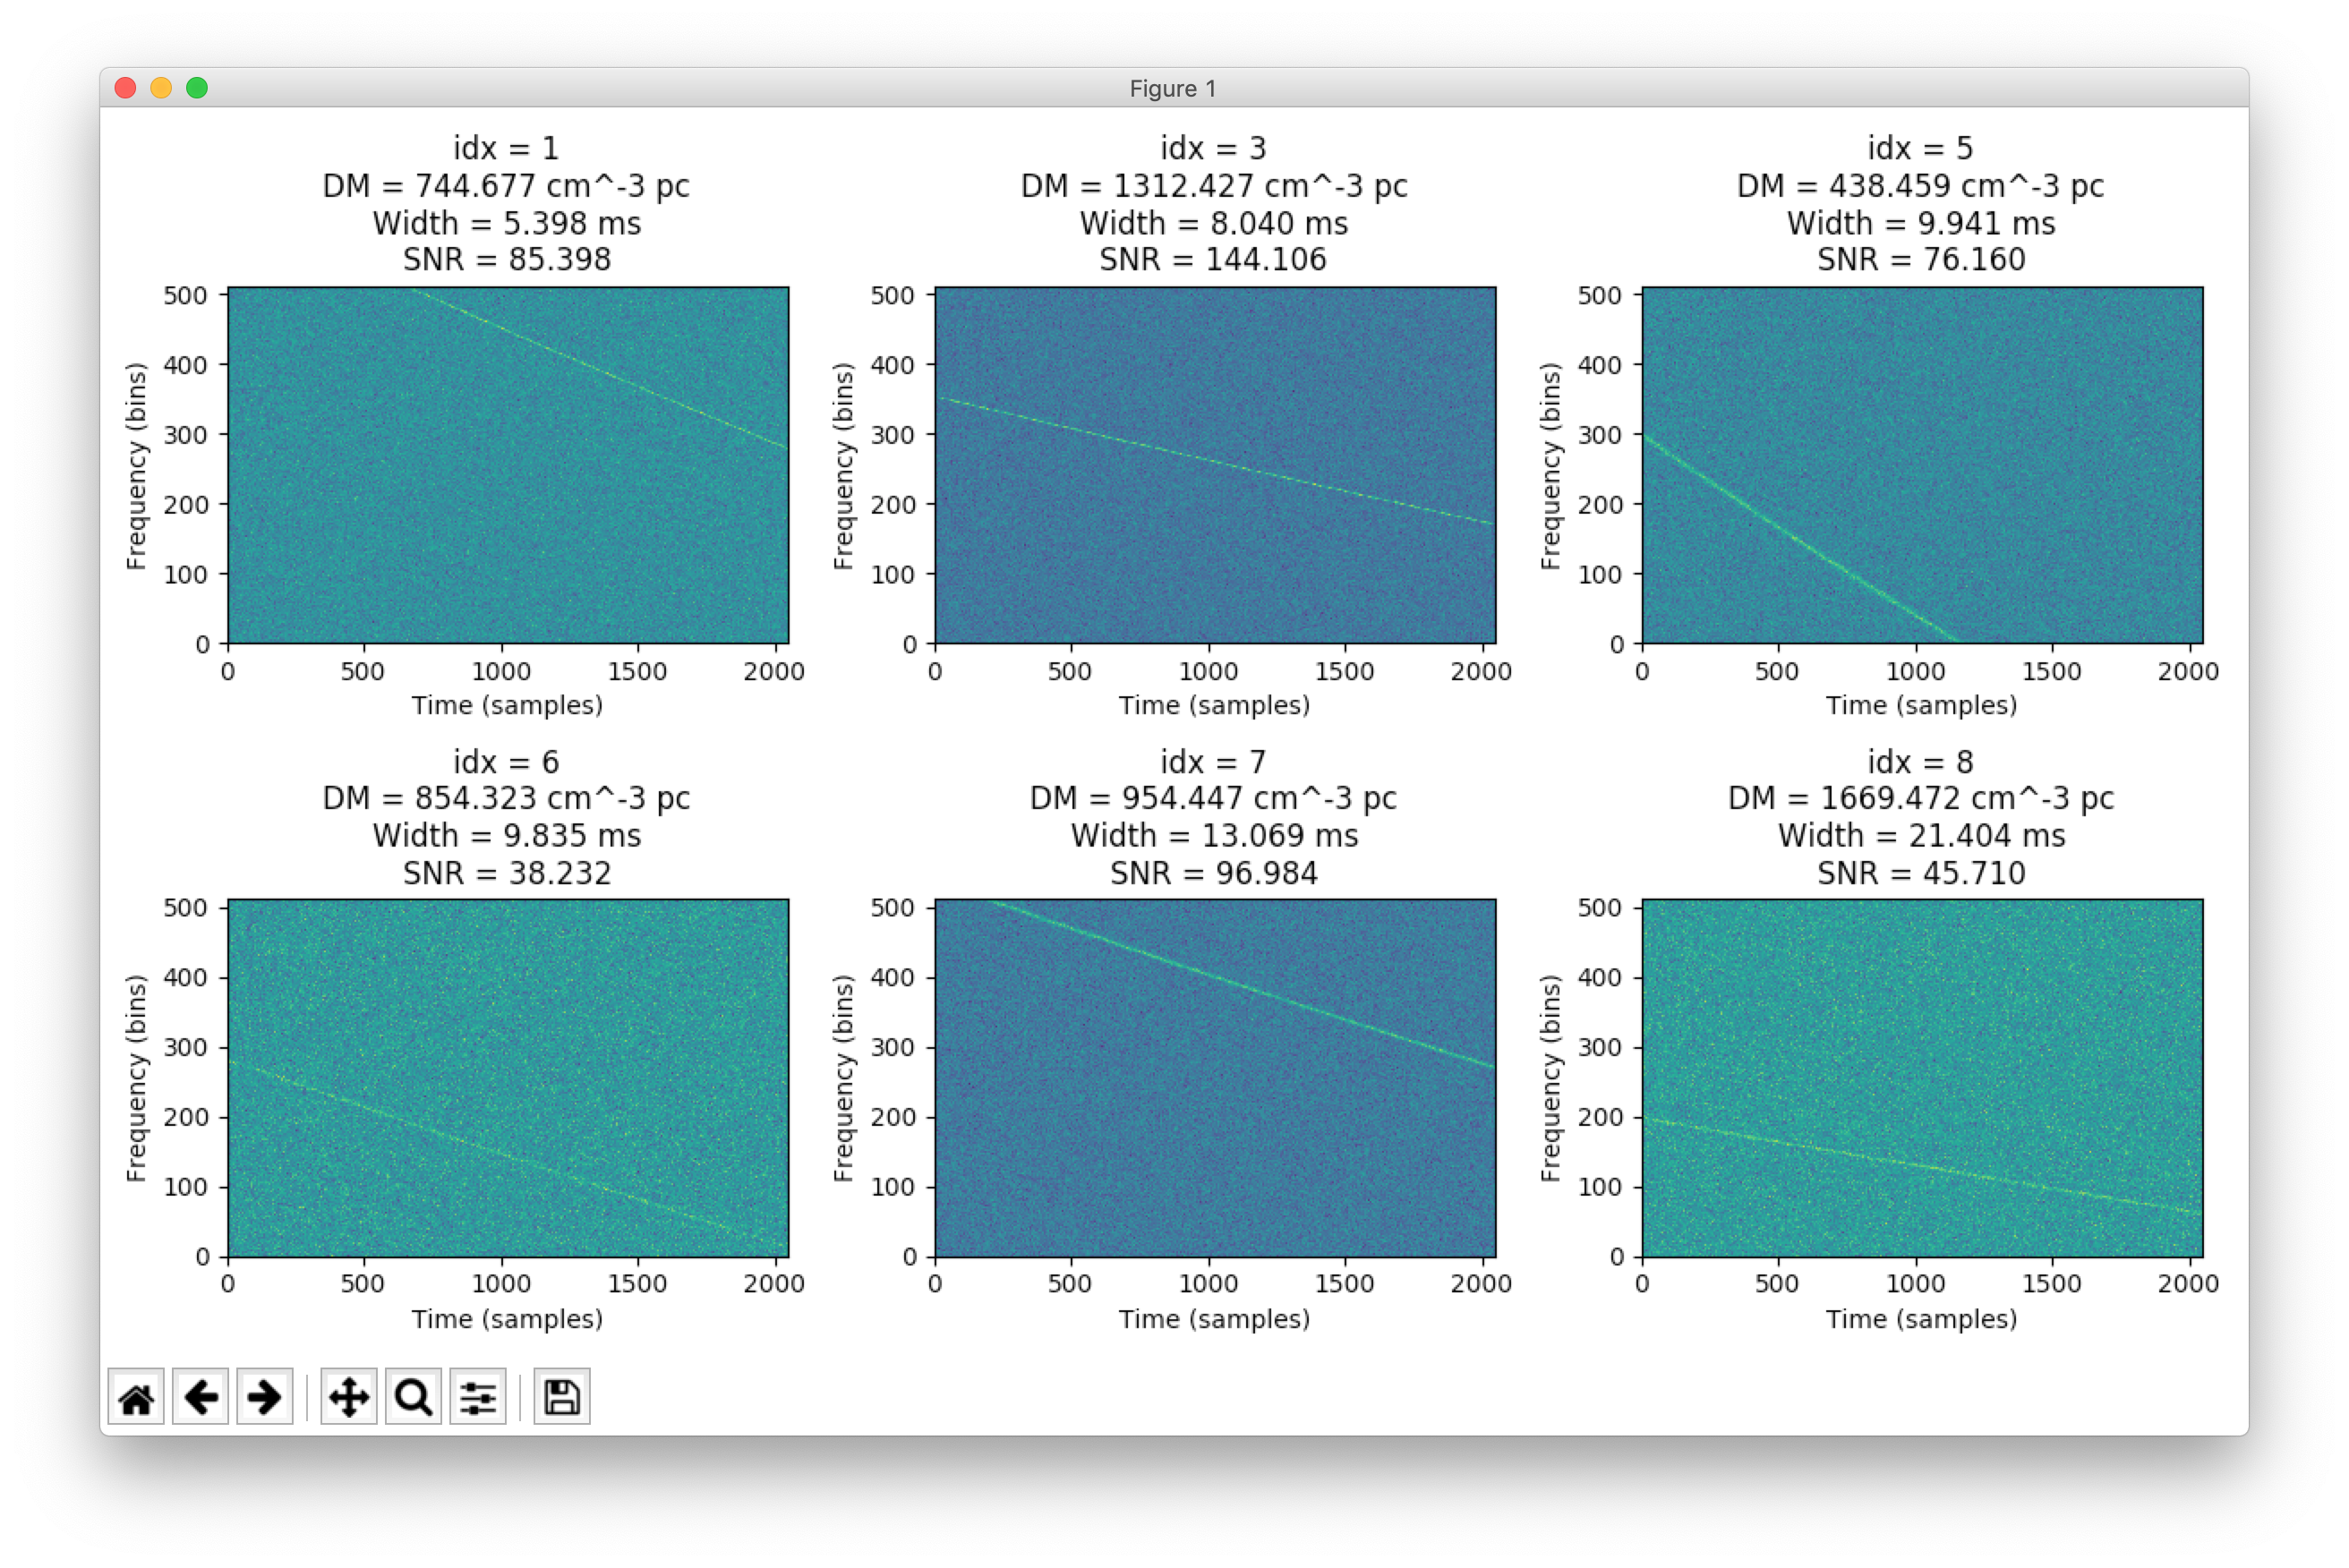 Figure 1
idx = 1
DM = 744.677 cm^-3 pc
Width = 5.398 ms
SNR = 85.398
500
400
300
200
100
0
Frequency (bins)
0 500 1000 1500 2000
Time (samples)
idx = 3
DM = 1312.427 cm^-3 pc
Width = 8.040 ms
SNR = 144.106
500
400
300
200
100
0
Frequency (bins)
0 500 1000 1500 2000
Time (samples)
idx = 5
DM = 438.459 cm^-3 pc
Width = 9.941 ms
SNR = 76.160
500
400
300
200
100
0
Frequency (bins)
0 500 1000 1500 2000
Time (samples)
idx = 6
DM = 854.323 cm^-3 pc
Width = 9.835 ms
SNR = 38.232
500
400
300
200
100
0
Frequency (bins)
0 500 1000 1500 2000
Time (samples)
idx = 7
DM = 954.447 cm^-3 pc
Width = 13.069 ms
SNR = 96.984
500
400
300
200
100
0
Frequency (bins)
0 500 1000 1500 2000
Time (samples)
idx = 8
DM = 1669.472 cm^-3 pc
Width = 21.404 ms
SNR = 45.710
500
400
300
200
100
0
Frequency (bins)
0 500 1000 1500 2000
Time (samples)